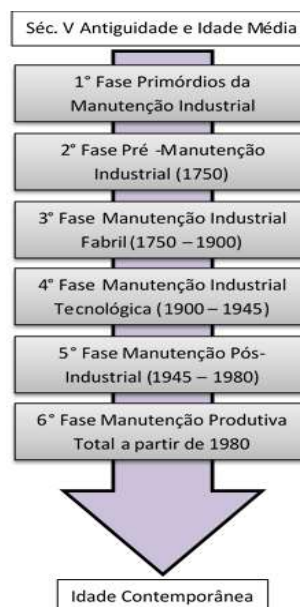 Séc. V Antiguidade e Idade Média
1° Fase Primórdios da
Manutenção Industrial
2° Fase Pré -Manutenção
Industrial (1750)
3° Fase Manutenção Industrial
Fabril (1750 – 1900)
4° Fase Manutenção Industrial
Tecnológica (1900 – 1945)
5° Fase Manutenção Pós-
Industrial (1945 – 1980)
6° Fase Manutenção Produtiva
Total a partir de 1980
Idade Contemporânea